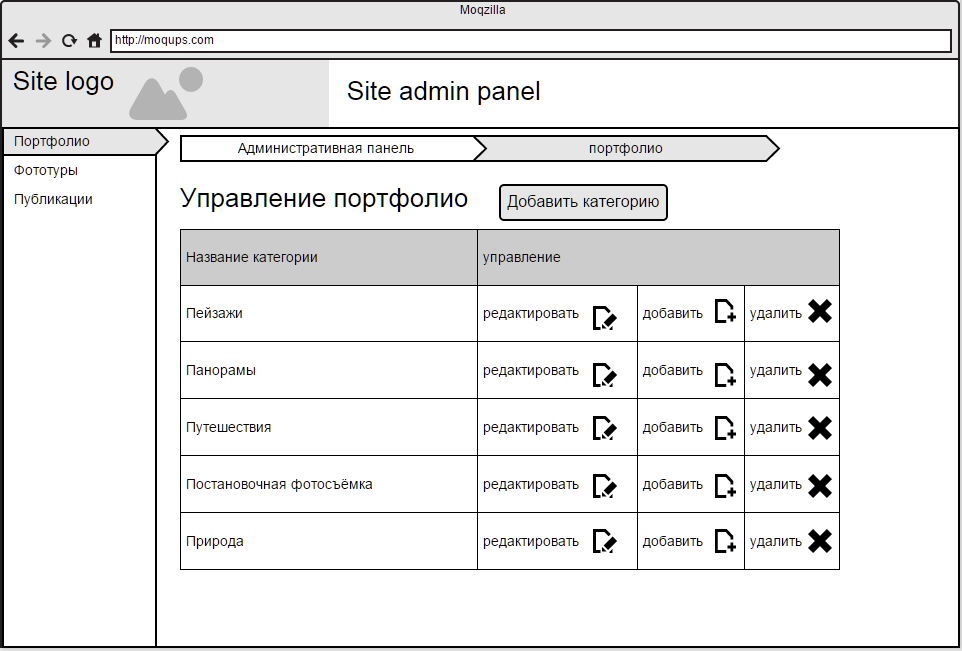 Moqzilla
http://moqups.com
Site logo
Site admin panel
Портфолио
Фототуры
Публикации
Административная панель портфолио
Управление портфолио Добавить категорию
Название категории управление
Пейзажи редактировать добавить удалить
Панорамы редактировать добавить удалить
Путешествия редактировать добавить удалить
Постановочная фотосъёмка редактировать добавить удалить
Природа редактировать добавить удалить